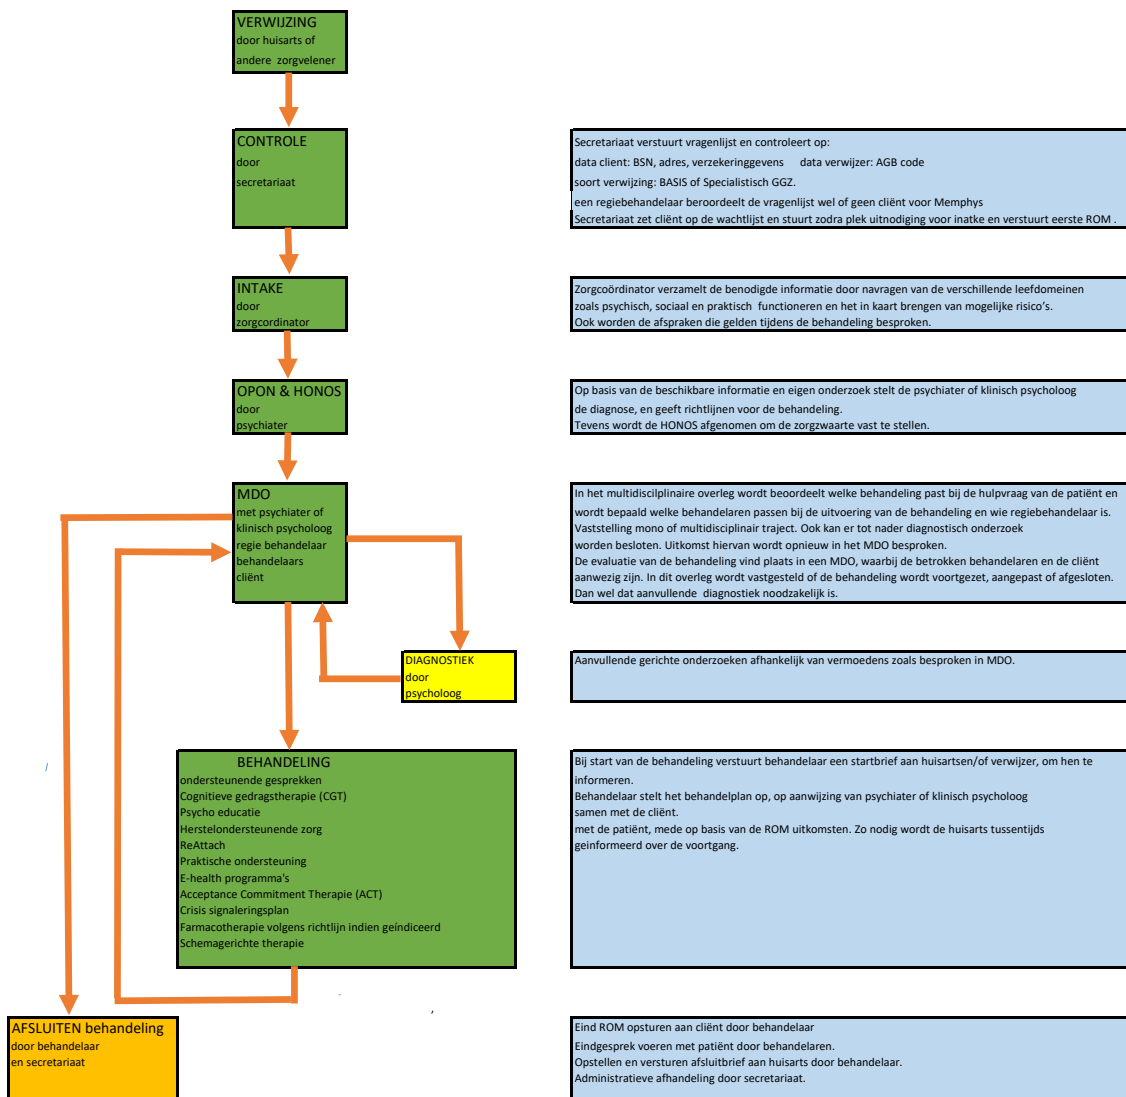 VERWIJZING
door huisarts of
andere zorgvelener
CONTROLE
door
secretariaat
Secretariaat verstuurt vragenlijst en controleert op:
data client: BSN, adres, verzekeringgevens data verwijzer: AGB code
soort verwijzing: BASIS of Specialistisch GGZ.
een regiebehandelaar beroordeelt de vragenlijst wel of geen cliënt voor Memphys
Secretariaat zet cliënt op de wachtlijst en stuurt zodra plek uitnodiging voor inatke en verstuurt eerste ROM .
INTAKE
door
zorgcordinator
Zorgcoördinator verzamelt de benodigde informatie door navragen van de verschillende leefdomeinen
zoals psychisch, sociaal en praktisch functioneren en het in kaart brengen van mogelijke risico's.
Ook worden de afspraken die gelden tijdens de behandeling besproken.
OPON & HONOS
door
psychiater
Op basis van de beschikbare informatie en eigen onderzoek stelt de psychiater of klinisch psycholoog
de diagnose, en geeft richtlijnen voor de behandeling.
Tevens wordt de HONOS afgenomen om de zorgzwaarte vast te stellen.
MDO
met psychiater of
klinisch psycholoog
regie behandelaar
behandelaars
cliënt
In het multidiscilplinaire overleg wordt beoordeelt welke behandeling past bij de hulpvraag van de patiënt en
wordt bepaald welke behandelaren passen bij de uitvoering van de behandeling en wie regiebehandelaar is.
Vaststelling mono of multidisciplinair traject. Ook kan er tot nader diagnostisch onderzoek
worden besloten. Uitkomst hiervan wordt opnieuw in het MDO besproken.
De evaluatie van de behandeling vind plaats in een MDO, waarbij de betrokken behandelaren en de cliënt
aanwezig zijn. In dit overleg wordt vastgesteld of de behandeling wordt voortgezet, aangepast of afgesloten.
Dan wel dat aanvullende diagnostiek noodzakelijk is.
DIAGNOSTIEK
door
psycholoog
Aanvullende gerichte onderzoeken afhankelijk van vermoedens zoals besproken in MDO.
BEHANDELING
ondersteunende gesprekken
Cognitieve gedragstherapie (CGT)
Psycho educatie
Herstelondersteunende zorg
ReAttach
Praktische ondersteuning
E-health programma's
Acceptance Commitment Therapie (ACT)
Crisis signaleringsplan
Farmacotherapie volgens richtlijn indien geíndiceerd
Schemagerichte therapie
Bij start van de behandeling verstuurt behandelaar een startbrief aan huisartsen/of verwijzer, om hen te
informeren.
Behandelaar stelt het behandelplan op, op aanwijzing van psychiater of klinisch psycholoog
samen met de cliënt.
met de patiënt, mede op basis van de ROM uitkomsten. Zo nodig wordt de huisarts tussentijds
geinformeerd over de voortgang.
AFSLUITEN behandeling
door behandelaar
en secretariaat
Eind ROM opsturen aan cliënt door behandelaar
Eindgesprek voeren met patiënt door behandelaren.
Opstellen en versturen afsluitbrief aan huisarts door behandelaar.
Administratieve afhandeling door secretariaat.